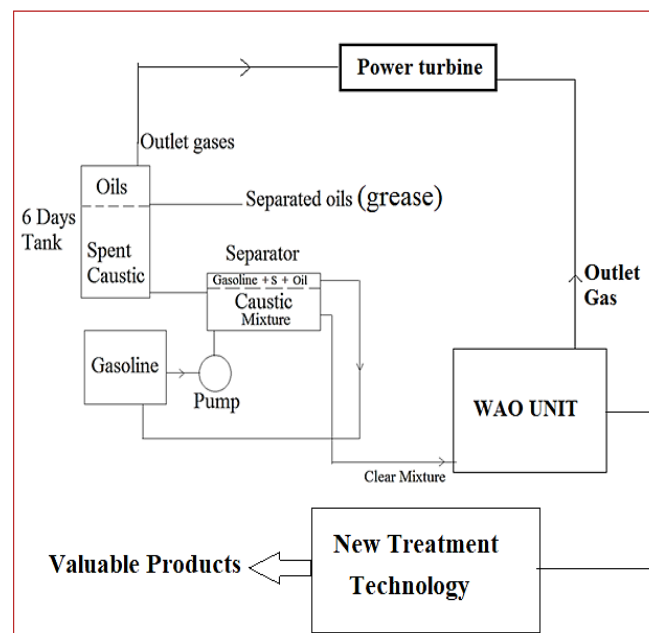 Power turbine
Outlet gases
Oils
Separated oils (grease)
6 Days
Tank
Spent
Caustic
Separator
Gasoline + S + Oil
Caustic
Mixture
Outlet
Gas
Gasoline
Pump
WAO UNIT
Clear Mixture
New Treatment
Technology
Valuable Products